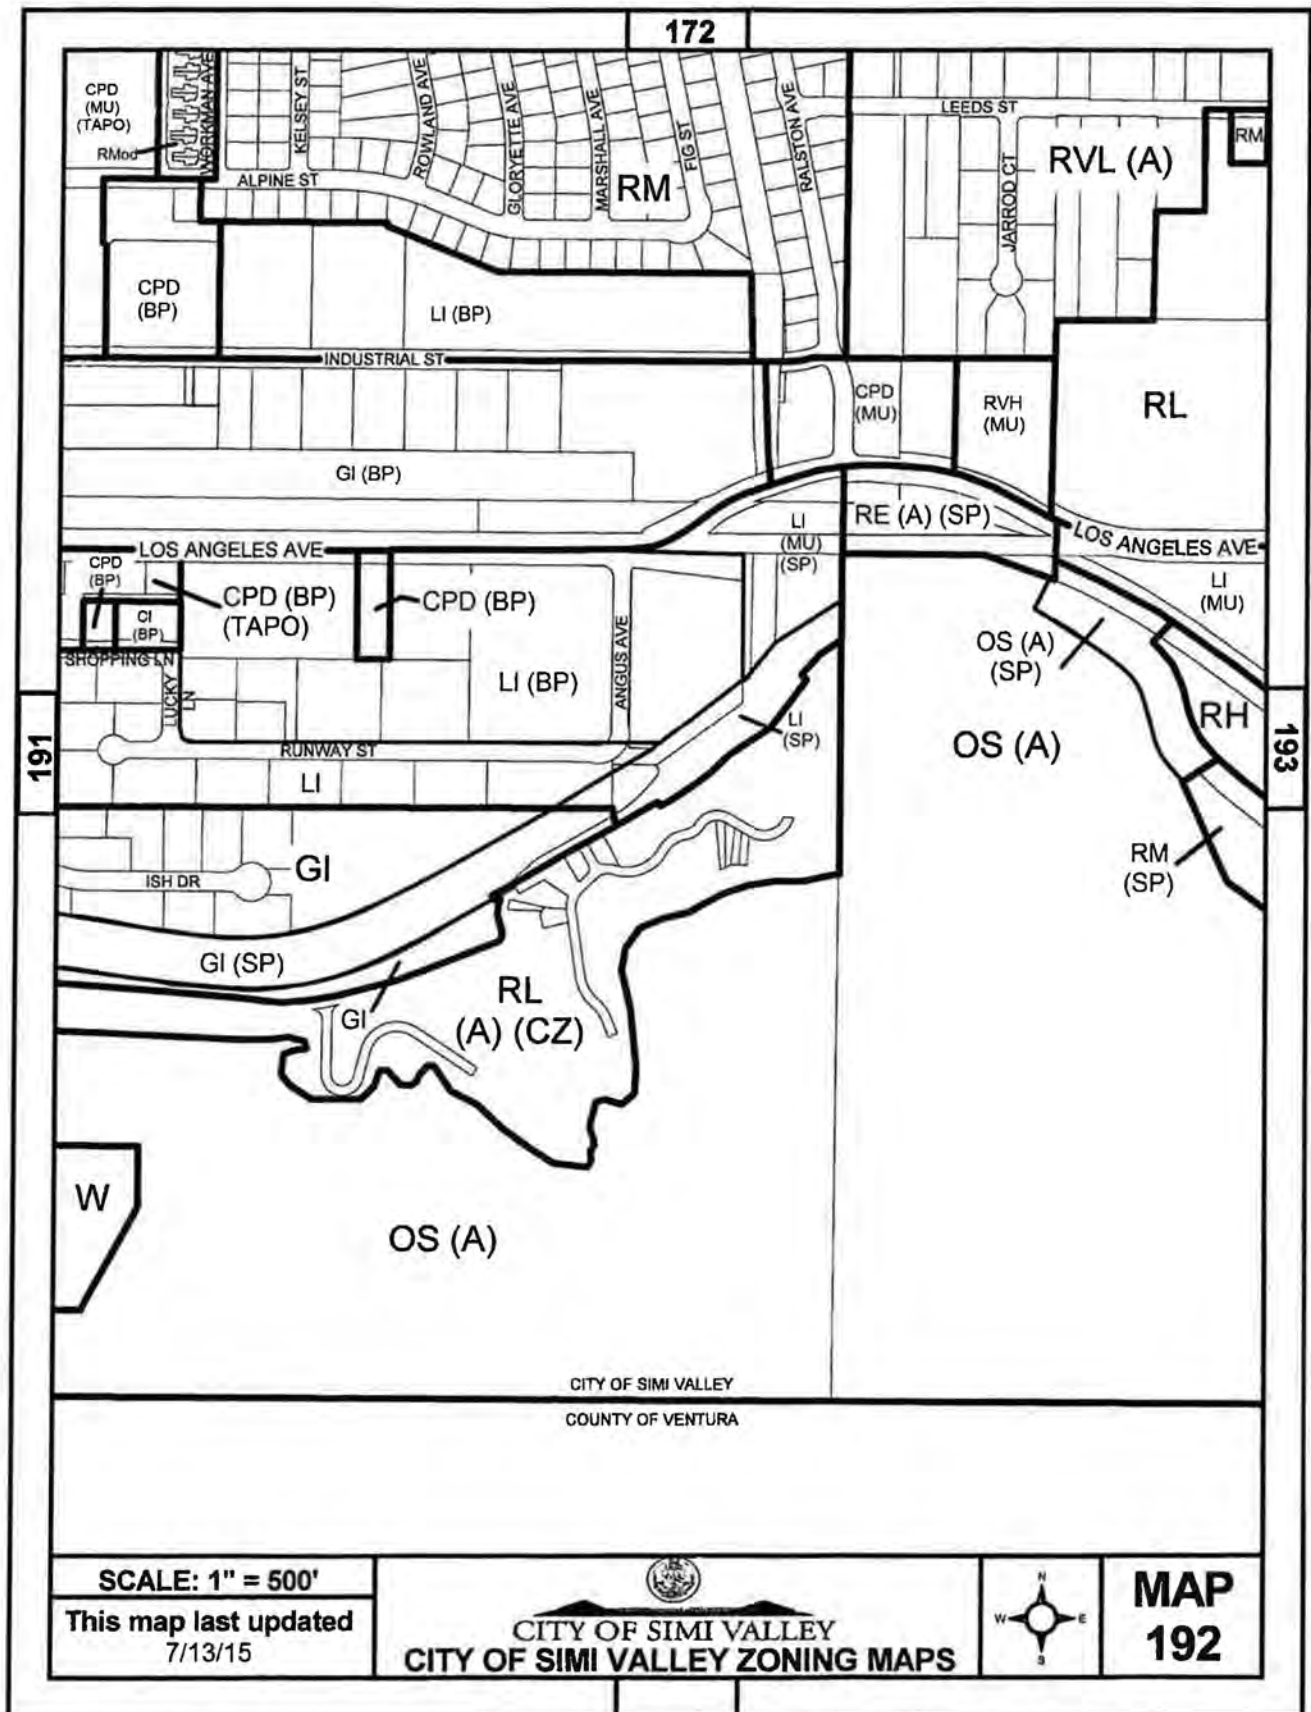 172
CPD
(MU)
(TAPO)
RMod
WORKMAN AVE
KELSEY ST
ROWLAND AVE
GLORYETTE AVE
MARSHALL AVE
FIG ST
RALSTON AVE
LEEDS ST
RM
RVL (A)
JARROD CT
ALPINE ST
RM
CPD
(BP)
LI (BP)
INDUSTRIAL ST
CPD
(MU)
RVH
(MU)
RL
GI (BP)
LI
(MU)
(SP)
RE (A) (SP)
LOS ANGELES AVE
LOS ANGELES AVE
CPD
(BP)
CI
(BP)
CPD (BP)
(TAPO)
CPD (BP)
LI
(MU)
SHOPPING LN
LUCKY
LN
LI (BP)
ANGUS AVE
OS (A)
(SP)
LI
(SP)
RH
191
RUNWAY ST
OS (A)
193
LI
GI
ISH DR
RM
(SP)
GI (SP)
GI
RL
(A) (CZ)
W
OS (A)
CITY OF SIMI VALLEY
COUNTY OF VENTURA
SCALE: 1" = 500'
This map last updated
7/13/15
CITY OF SIMI VALLEY
CITY OF SIMI VALLEY ZONING MAPS
N
W
E
S
MAP
192